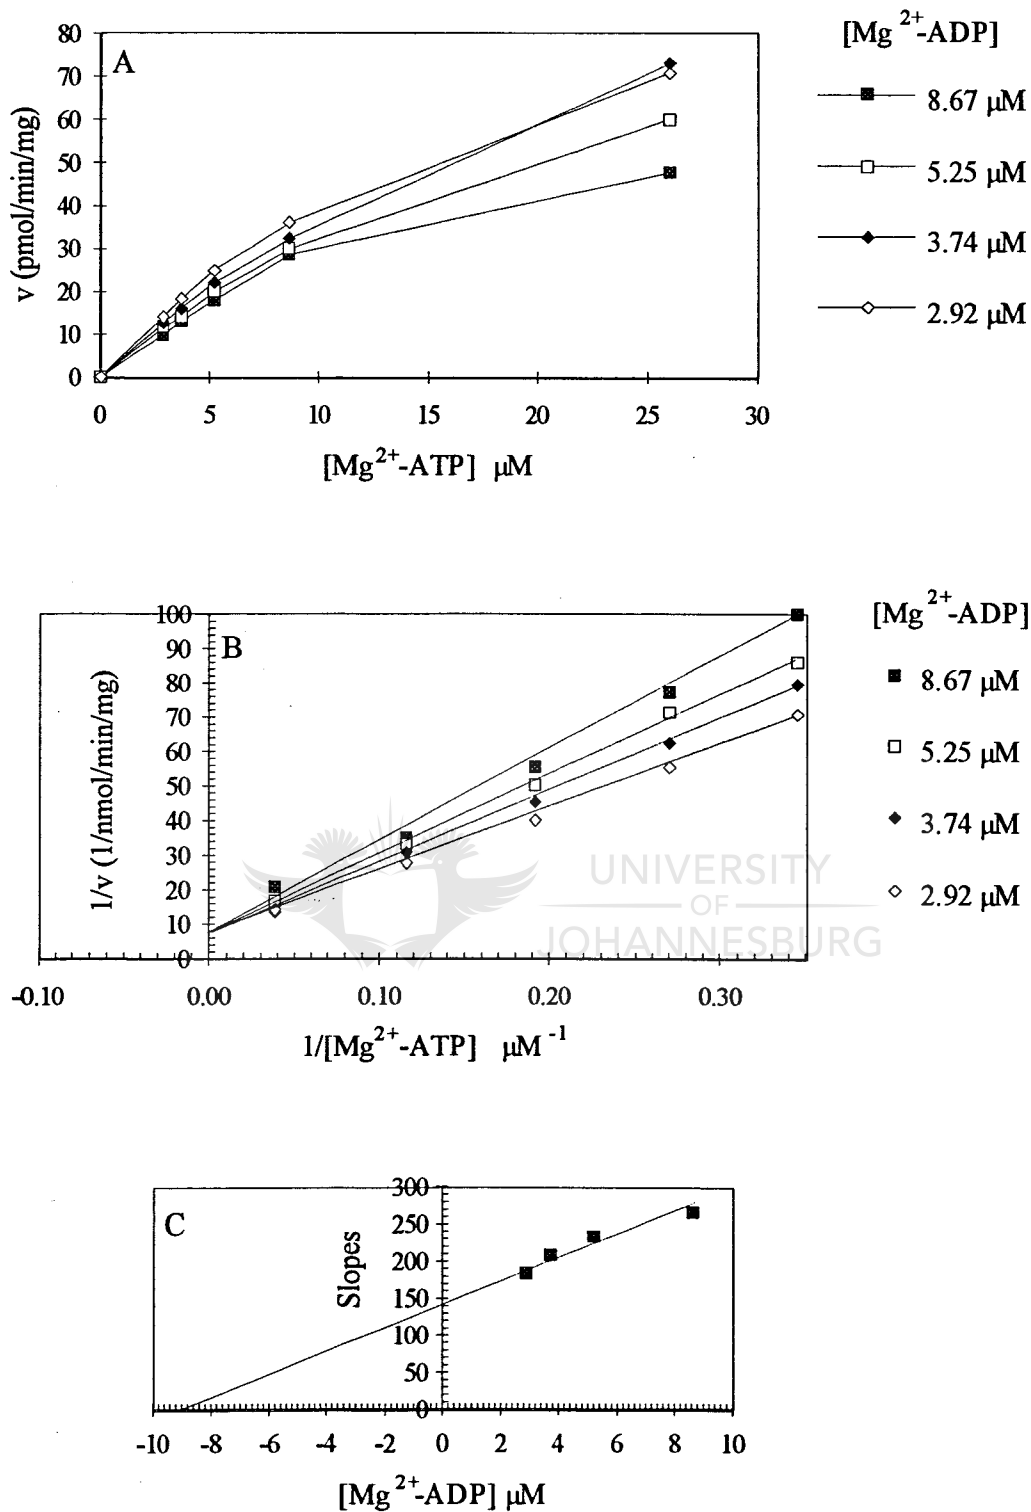 A
80
70
60
50
40
30
20
10
0
v (pmol/min/mg)
0 5 10 15 20 25 30
[Mg2+-ATP] μM
[Mg2+-ADP]
8.67 μM
5.25 μM
3.74 μM
2.92 μM
B
100
90
80
70
60
50
40
30
20
10
0
1/v (1/nmol/min/mg)
-0.10 0.00 0.10 0.20 0.30
1/[Mg2+-ATP] μM-1
[Mg2+-ADP]
8.67 μM
5.25 μM
3.74 μM
2.92 μM
UNIVERSITY
OF
JOHANNESBURG
C
300
250
200
150
100
50
0
Slopes
-10 -8 -6 -4 -2 0 2 4 6 8 10
[Mg2+-ADP] μM